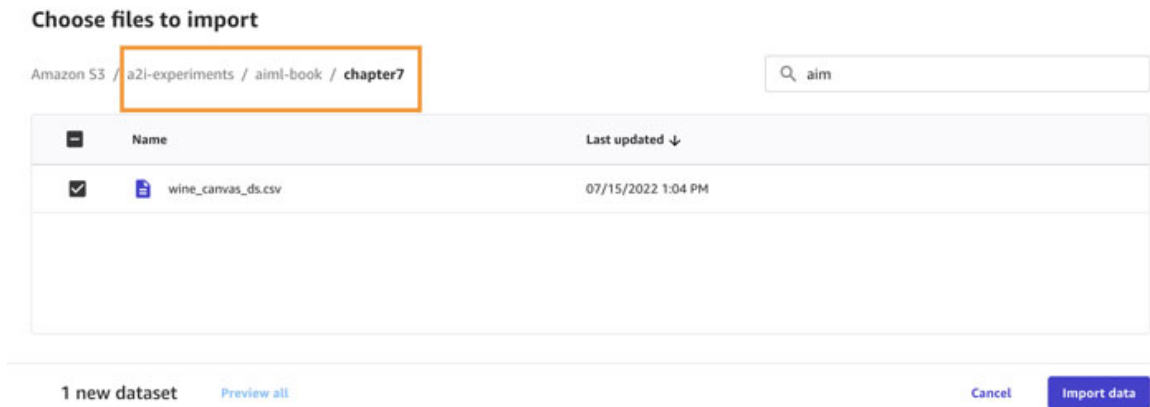 Choose files to import
Amazon S3 / a2i-experiments / aiml-book / chapter7
aim
Name Last updated ↓
wine_canvas_ds.csv 07/15/2022 1:04 PM
1 new dataset Preview all Cancel Import data